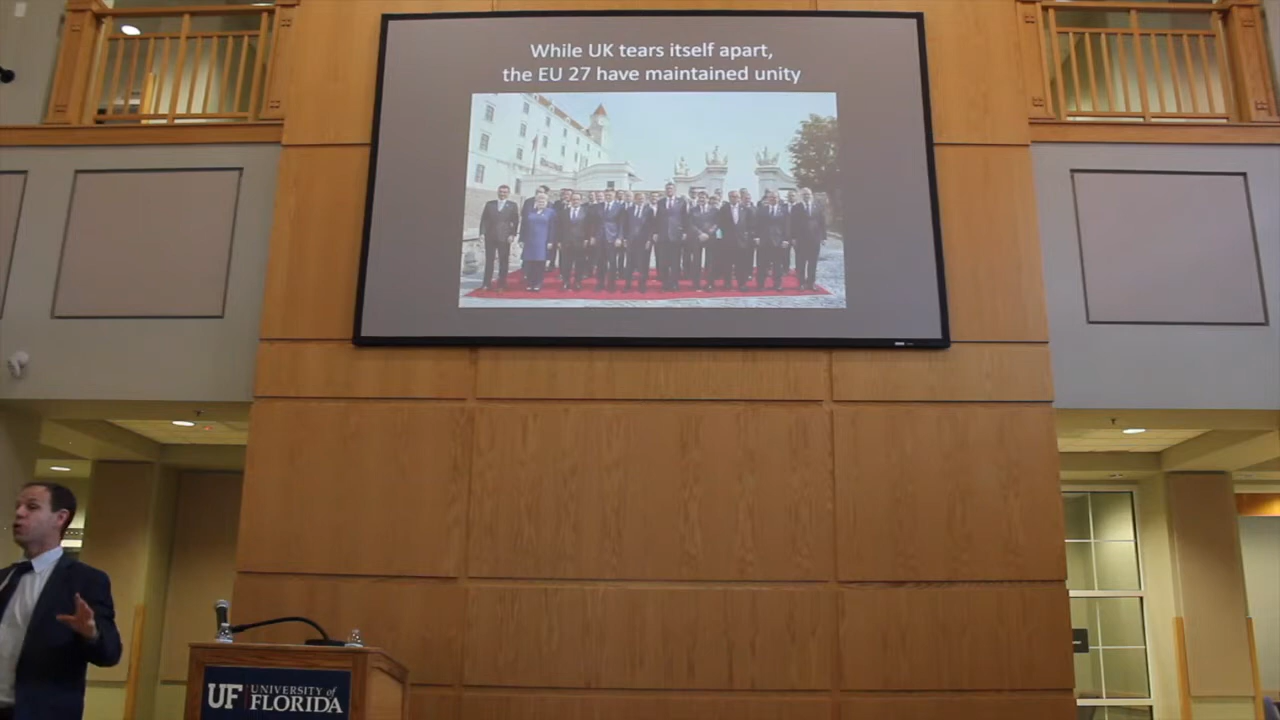 While UK tears itself apart,
the EU 27 have maintained unity
UF UNIVERSITY of
FLORIDA